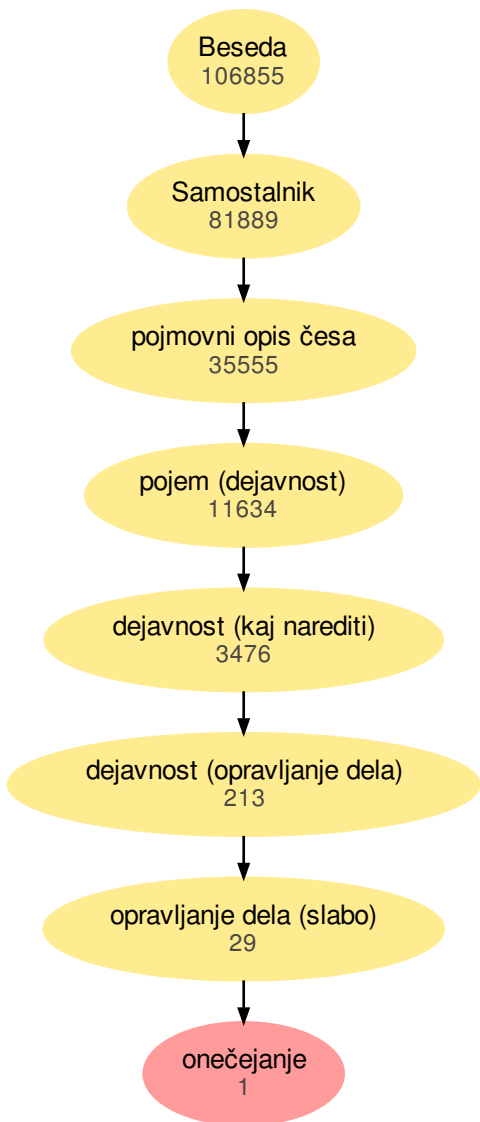 Beseda
106855
Samostalnik
81889
pojmovni opis česa
35555
pojem (dejavnost)
11634
dejavnost (kaj narediti)
3476
dejavnost (opravljanje dela)
213
opravljanje dela (slabo)
29
onečejanje
1